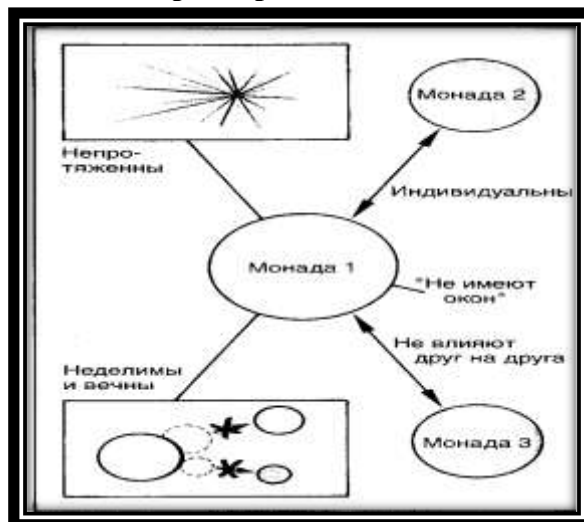 Монада 2
Непро-
тяженны
Индивидуальны
Монада 1
"Не имеют
окон"
Не влияют
друг на друга
Неделимы
и вечны
Монада 3